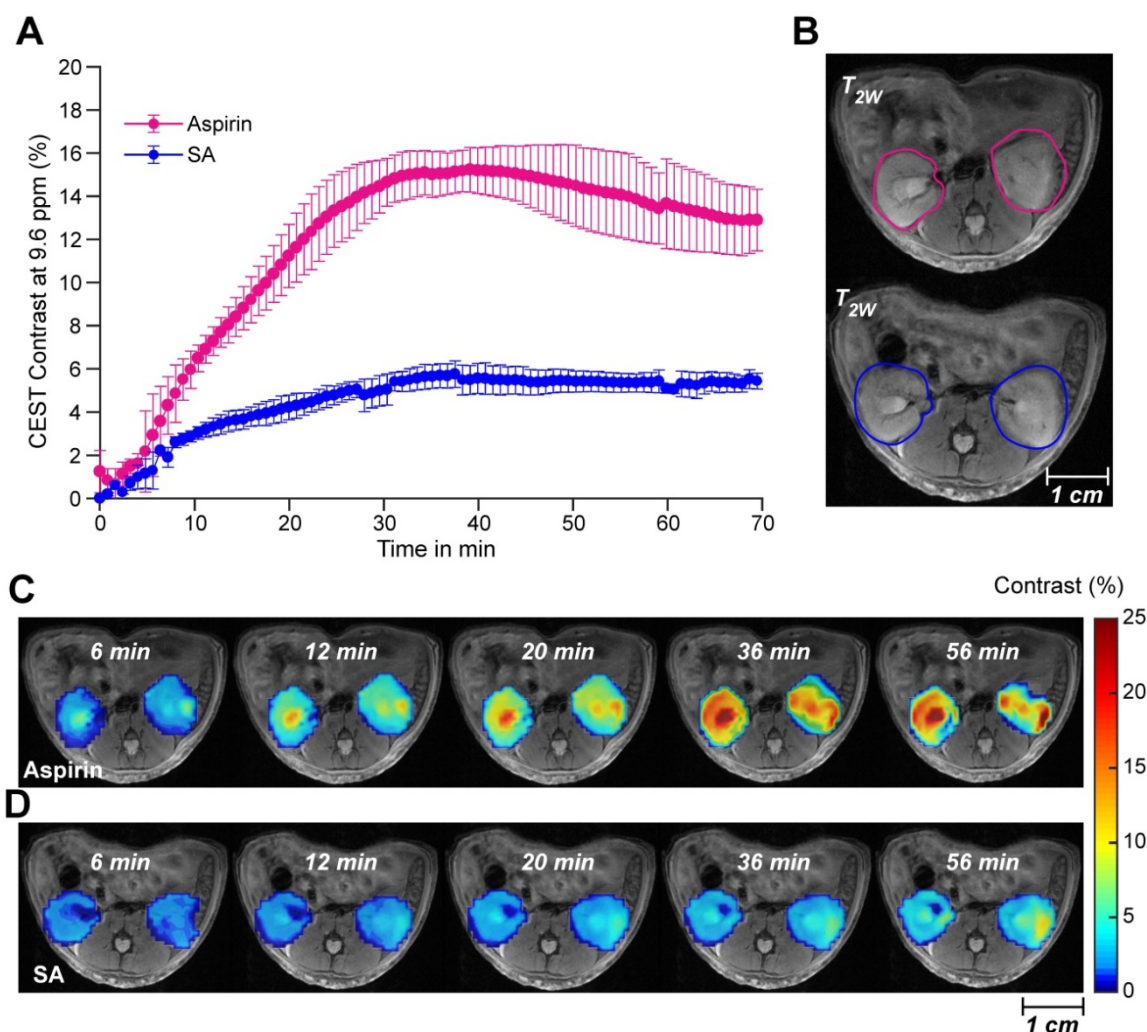 A
CEST Contrast at 9.6 ppm (%)
20
18
16
14
12
10
8
6
4
2
0
Aspirin
SA
0 10 20 30 40 50 60 70
Time in min
B
T2W
T2W
1 cm
C
Contrast (%)
6 min 12 min 20 min 36 min 56 min
Aspirin
D
6 min 12 min 20 min 36 min 56 min
SA
25
20
15
10
5
0
1 cm